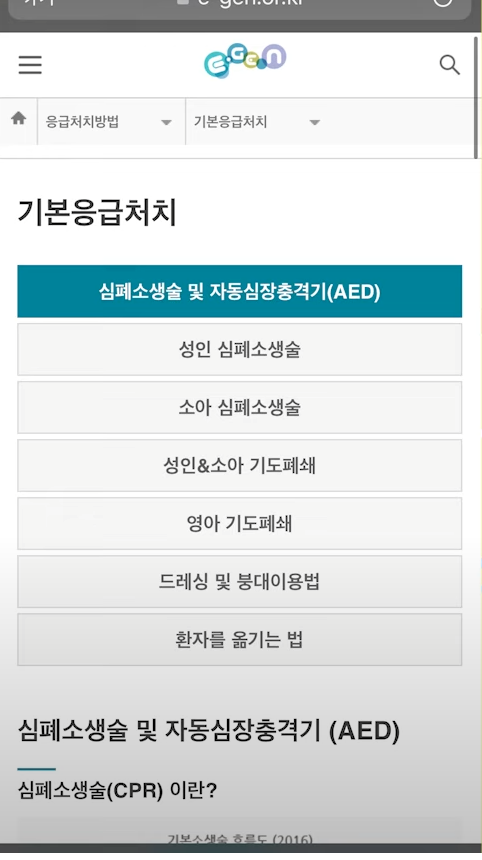 e-gen.or.kr
E-Gen
응급처치방법
기본응급처치
기본응급처치
심폐소생술 및 자동심장충격기(AED)
성인 심폐소생술
소아 심폐소생술
성인&소아 기도폐쇄
영아 기도폐쇄
드레싱 및 붕대이용법
환자를 옮기는 법
심폐소생술 및 자동심장충격기 (AED)
심폐소생술(CPR) 이란?
기본소생술 흐름도 (2016)